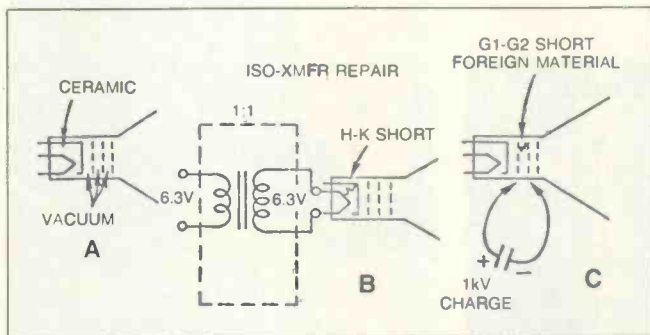 CERAMIC
VACUUM
A
ISO-XMFR REPAIR
1:1
6.3V
6.3V
H-K SHORT
B
G1-G2 SHORT
FOREIGN MATERIAL
+
−
1kV
CHARGE
C